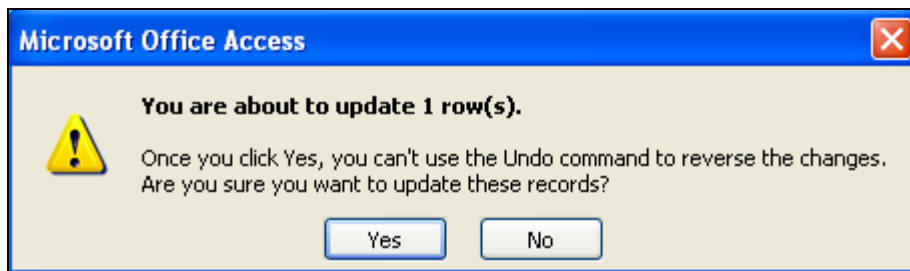 Microsoft Office Access
You are about to update 1 row(s).
Once you click Yes, you can't use the Undo command to reverse the changes.
Are you sure you want to update these records?
Yes
No